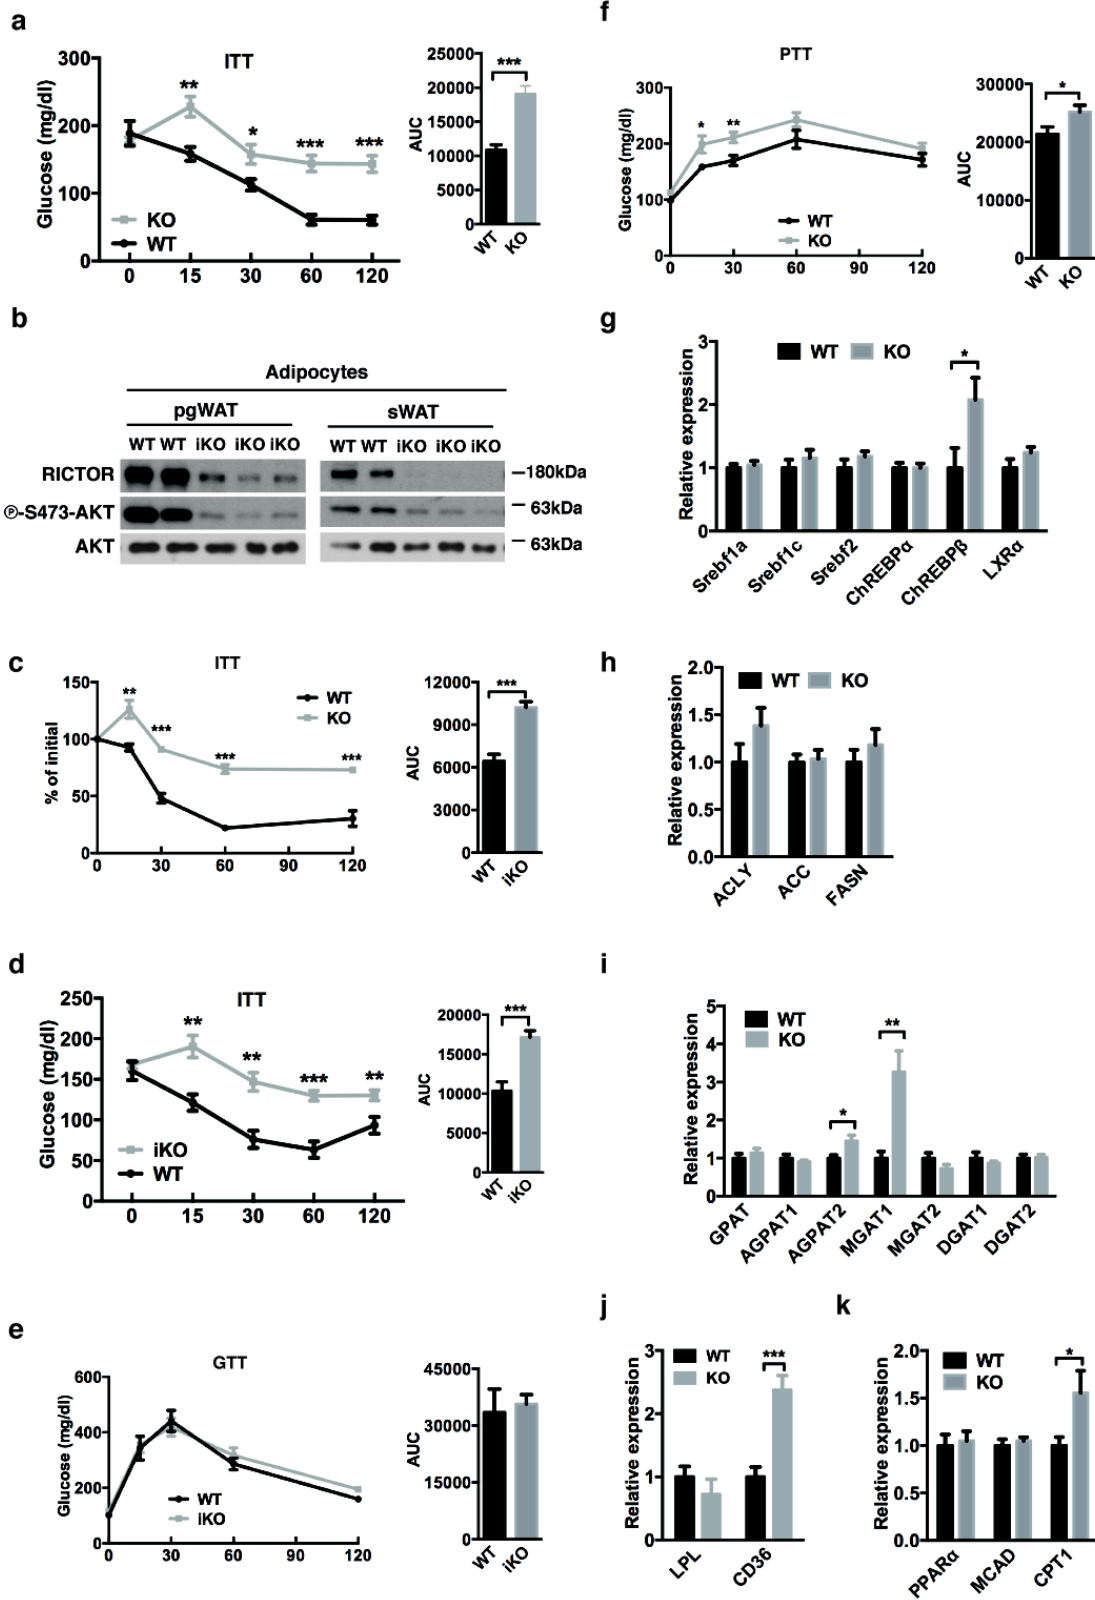 a
ITT
Glucose (mg/dl)
300
200
100
0
0 15 30 60 120
** * *** ***
KO
WT
AUC
25000
20000
15000
10000
5000
0
***
WT KO
b
Adipocytes
pgWAT sWAT
WT WT iKO iKO iKO WT WT iKO iKO iKO
RICTOR
180kDa
Ⓟ-S473-AKT
63kDa
AKT
63kDa
c
ITT
% of initial
150
100
50
0
0 30 60 90 120
** *** *** ***
WT
KO
AUC
12000
9000
6000
3000
0
***
WT iKO
d
ITT
Glucose (mg/dl)
250
200
150
100
50
0
0 15 30 60 120
** ** *** **
iKO
WT
AUC
20000
15000
10000
5000
0
***
WT iKO
e
GTT
Glucose (mg/dl)
600
400
200
0
0 30 60 90 120
WT
iKO
AUC
45000
30000
15000
0
WT iKO
f
PTT
Glucose (mg/dl)
300
200
100
0
0 30 60 90 120
* **
WT
KO
AUC
30000
20000
10000
0
*
WT KO
g
Relative expression
3
2
1
0
WT KO
*
Srebf1a Srebf1c Srebf2 ChREBPα ChREBPβ LXRα
h
Relative expression
2.0
1.5
1.0
0.5
0.0
WT KO
ACLY ACC FASN
i
Relative expression
5
4
3
2
1
0
WT
KO
* **
GPAT AGPAT1 AGPAT2 MGAT1 MGAT2 DGAT1 DGAT2
j
Relative expression
3
2
1
0
WT
KO
***
LPL CD36
k
Relative expression
2.0
1.5
1.0
0.5
0.0
WT
KO
*
PPARα MCAD CPT1